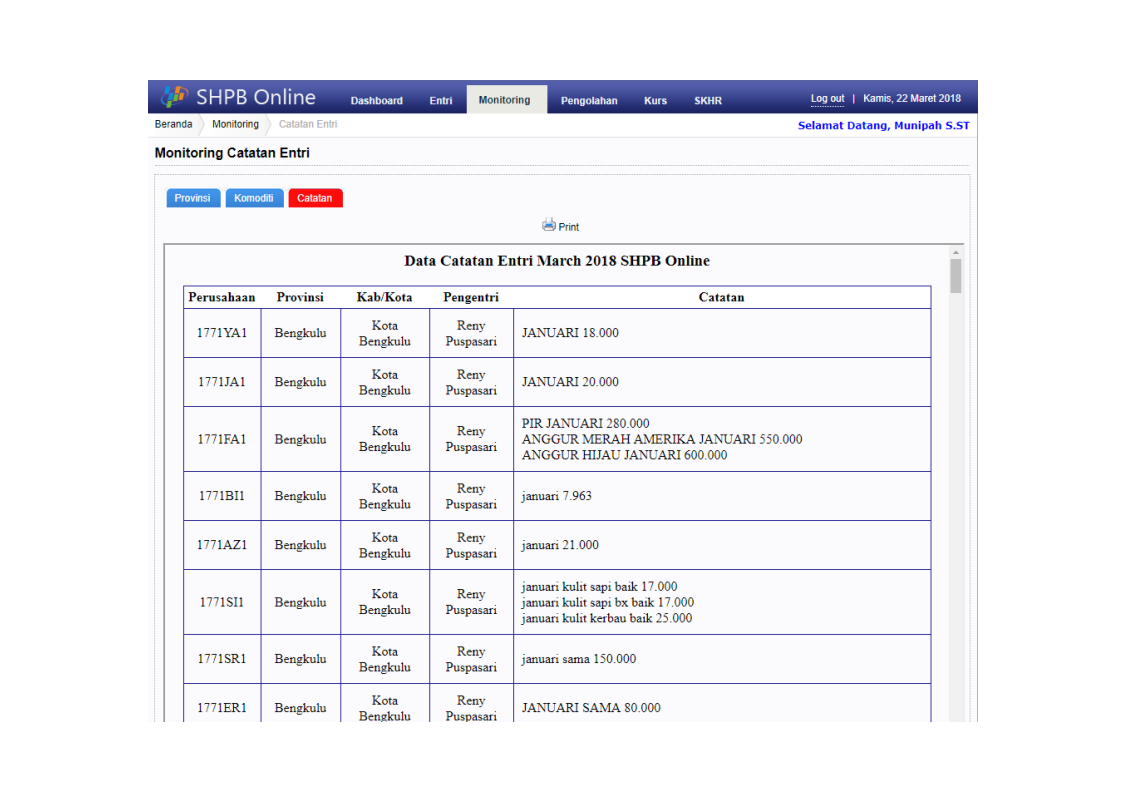 SHPB Online
Dashboard Entri Monitoring Pengolahan Kurs SKHR
Log out | Kamis, 22 Maret 2018
Beranda Monitoring Catatan Entri
Selamat Datang, Munipah S.ST
Monitoring Catatan Entri
Provinsi Komoditi Catatan
Print
Data Catatan Entri March 2018 SHPB Online
Perusahaan Provinsi Kab/Kota Pengentri Catatan
1771YA1 Bengkulu Kota Bengkulu Reny Puspasari JANUARI 18.000
1771JA1 Bengkulu Kota Bengkulu Reny Puspasari JANUARI 20.000
1771FA1 Bengkulu Kota Bengkulu Reny Puspasari PIR JANUARI 280.000
ANGGUR MERAH AMERIKA JANUARI 550.000
ANGGUR HIJAU JANUARI 600.000
1771BI1 Bengkulu Kota Bengkulu Reny Puspasari januari 7.963
1771AZ1 Bengkulu Kota Bengkulu Reny Puspasari januari 21.000
1771SI1 Bengkulu Kota Bengkulu Reny Puspasari januari kulit sapi baik 17.000
januari kulit sapi bx baik 17.000
januari kulit kerbau baik 25.000
1771SR1 Bengkulu Kota Bengkulu Reny Puspasari januari sama 150.000
1771ER1 Bengkulu Kota Bengkulu Reny Puspasari JANUARI SAMA 80.000